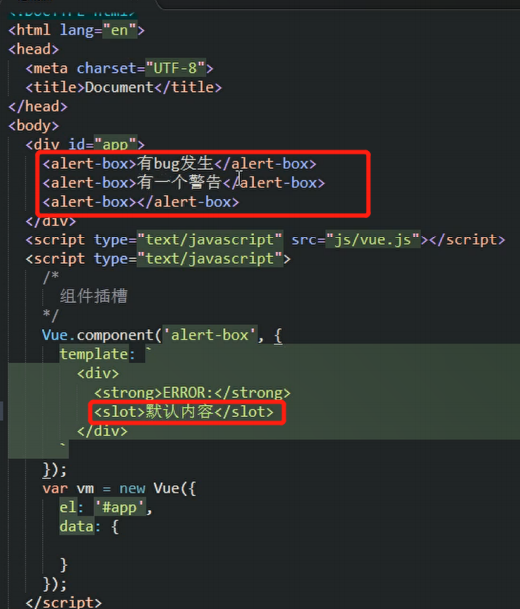 <!DOCTYPE html>
<html lang="en">
<head>
  <meta charset="UTF-8">
  <title>Document</title>
</head>
<body>
  <div id="app">
    <alert-box>有bug发生</alert-box>
    <alert-box>有一个警告</alert-box>
    <alert-box></alert-box>
  </div>
  <script type="text/javascript" src="js/vue.js"></script>
  <script type="text/javascript">
    /*
      组件插槽
    */
    Vue.component('alert-box', {
      template: `
        <div>
          <strong>ERROR:</strong>
          <slot>默认内容</slot>
        </div>
      `
    });
    var vm = new Vue({
      el: '#app',
      data: {
      }
    });
  </script>